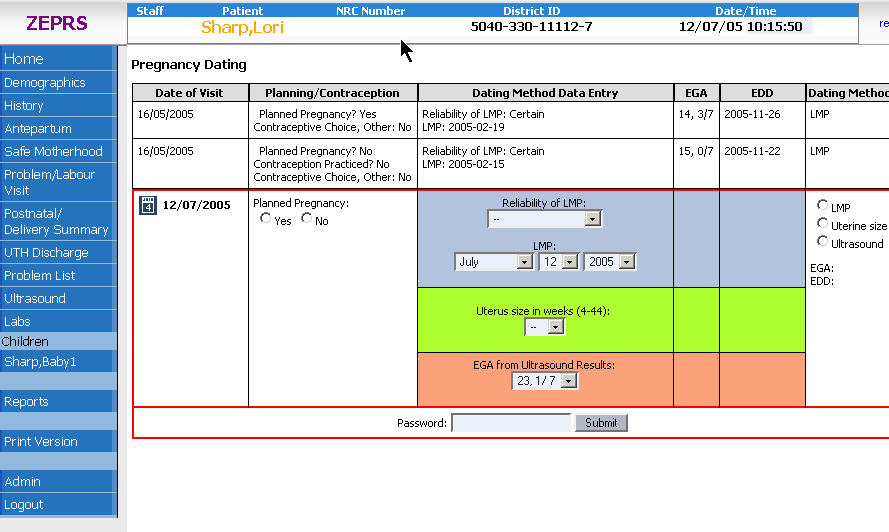 ZEPRS
Staff Patient NRC Number District ID Date/Time
Sharp,Lori 5040-330-11112-7 12/07/05 10:15:50
re
Home
Demographics
History
Antepartum
Safe Motherhood
Problem/Labour
Visit
Postnatal/
Delivery Summary
UTH Discharge
Problem List
Ultrasound
Labs
Children
Sharp,Baby1
Reports
Print Version
Admin
Logout
Pregnancy Dating
Date of Visit Planning/Contraception Dating Method Data Entry EGA EDD Dating Method
16/05/2005
Planned Pregnancy? Yes
Contraceptive Choice, Other: No
Reliability of LMP: Certain
LMP: 2005-02-19
14, 3/7
2005-11-26
LMP
16/05/2005
Planned Pregnancy? No
Contraception Practiced? No
Contraceptive Choice, Other: No
Reliability of LMP: Certain
LMP: 2005-02-15
15, 0/7
2005-11-22
LMP
4 12/07/2005
Planned Pregnancy:
Yes No
Reliability of LMP:
--
LMP:
July 12 2005
Uterus size in weeks (4-44):
--
EGA from Ultrasound Results:
23, 1/ 7
LMP
Uterine size
Ultrasound
EGA:
EDD:
Password: Submit